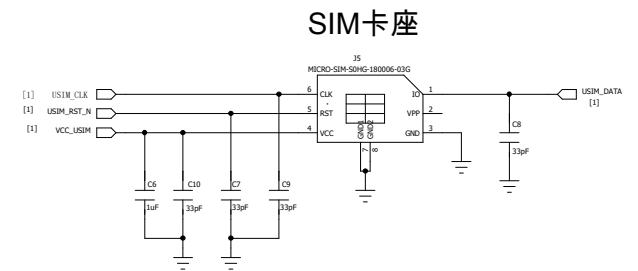 SIM卡座
J5
MICRO-SIM-S0HG-180006-03G
[1] USIM_CLK 6 CLK IO 1 USIM_DATA
[1]
[1] USIM_RST_N 5 RST VPP 2
[1] VCC_USIM 4 VCC GND 3
GND1 GND2
7 8
C8
33pF
C6 C10 C7 C9
1uF 33pF 33pF 33pF